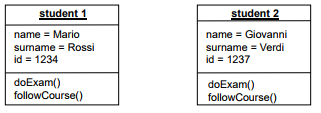 student 1
name = Mario
surname = Rossi
id = 1234
doExam()
followCourse()
student 2
name = Giovanni
surname = Verdi
id = 1237
doExam()
followCourse()